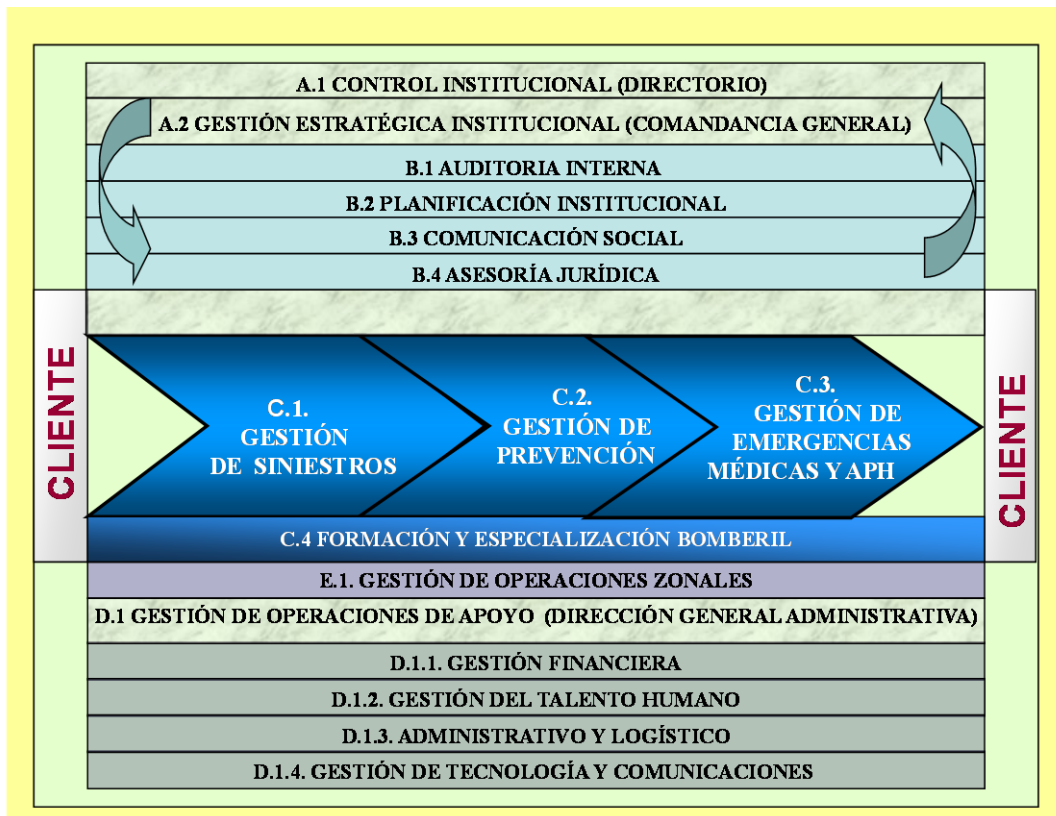 A.1 CONTROL INSTITUCIONAL (DIRECTORIO)
A.2 GESTIÓN ESTRATÉGICA INSTITUCIONAL (COMANDANCIA GENERAL)
B.1 AUDITORIA INTERNA
B.2 PLANIFICACIÓN INSTITUCIONAL
B.3 COMUNICACIÓN SOCIAL
B.4 ASESORÍA JURÍDICA
CLIENTE
C.1.
GESTIÓN
DE SINIESTROS
C.2.
GESTIÓN DE
PREVENCIÓN
C.3.
GESTIÓN DE
EMERGENCIAS
MÉDICAS Y APH
CLIENTE
C.4 FORMACIÓN Y ESPECIALIZACIÓN BOMBERIL
E.1. GESTIÓN DE OPERACIONES ZONALES
D.1 GESTIÓN DE OPERACIONES DE APOYO (DIRECCIÓN GENERAL ADMINISTRATIVA)
D.1.1. GESTIÓN FINANCIERA
D.1.2. GESTIÓN DEL TALENTO HUMANO
D.1.3. ADMINISTRATIVO Y LOGÍSTICO
D.1.4. GESTIÓN DE TECNOLOGÍA Y COMUNICACIONES